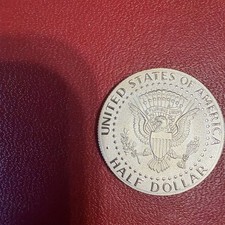 UNITED STATES OF AMERICA
HALF DOLLAR